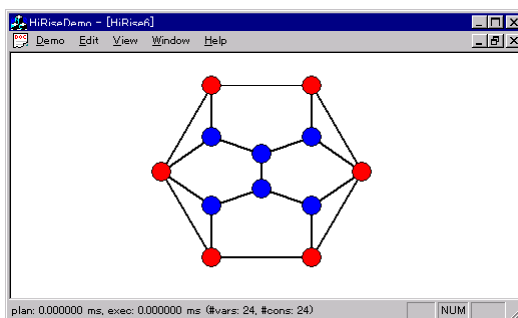 HiRiseDemo - [HiRise6]
DOC Demo Edit View Window Help
plan: 0.000000 ms, exec: 0.000000 ms (#vars: 24, #cons: 24) NUM